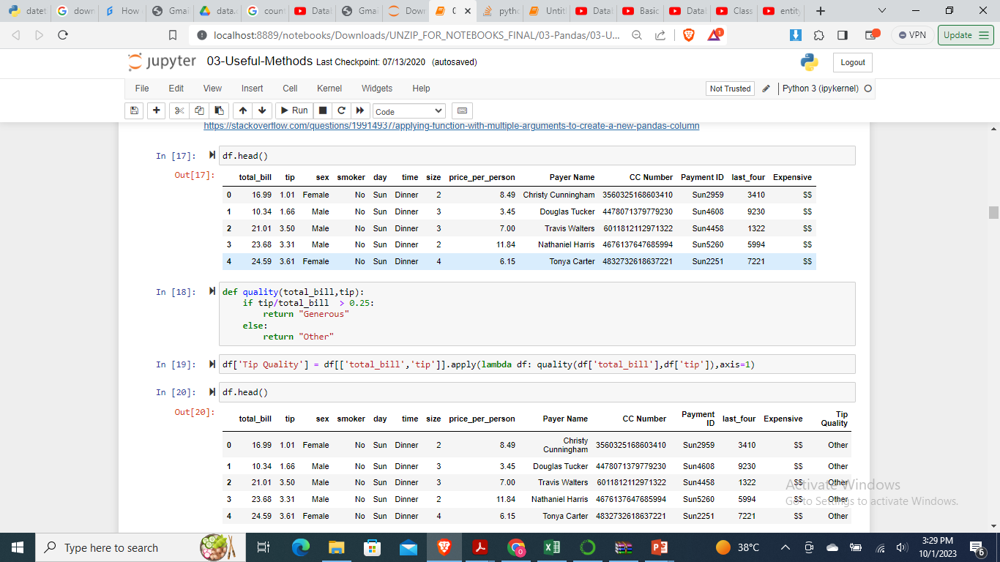 datet
down
How
Gmai
data.
coun
Datal
Gmai
Dow
pytho
Untitl
Datal
Basic
Datal
Class
entity
localhost:8889/notebooks/Downloads/UNZIP_FOR_NOTEBOOKS_FINAL/03-Pandas/03-U...
1
VPN
Update
jupyter 03-Useful-Methods Last Checkpoint: 07/13/2020 (autosaved)
Logout
File Edit View Insert Cell Kernel Widgets Help
Not Trusted
Python 3 (ipykernel)
Run
Code
https://stackoverflow.com/questions/19914937/applying-function-with-multiple-arguments-to-create-a-new-pandas-column
In [17]: df.head()
Out[17]:
total_bill tip sex smoker day time size price_per_person Payer Name CC Number Payment ID last_four Expensive
0 16.99 1.01 Female No Sun Dinner 2 8.49 Christy Cunningham 3560325168603410 Sun2959 3410 $$
1 10.34 1.66 Male No Sun Dinner 3 3.45 Douglas Tucker 4478071379779230 Sun4608 9230 $$
2 21.01 3.50 Male No Sun Dinner 3 7.00 Travis Walters 6011812112971322 Sun4458 1322 $$
3 23.68 3.31 Male No Sun Dinner 2 11.84 Nathaniel Harris 4676137647685994 Sun5260 5994 $$
4 24.59 3.61 Female No Sun Dinner 4 6.15 Tonya Carter 4832732618637221 Sun2251 7221 $$
In [18]: def quality(total_bill,tip):
if tip/total_bill  > 0.25:
return "Generous"
else:
return "Other"
In [19]: df['Tip Quality'] = df[['total_bill','tip']].apply(lambda df: quality(df['total_bill'],df['tip']),axis=1)
In [20]: df.head()
Out[20]:
total_bill tip sex smoker day time size price_per_person Payer Name CC Number Payment ID last_four Expensive Tip Quality
0 16.99 1.01 Female No Sun Dinner 2 8.49 Christy Cunningham 3560325168603410 Sun2959 3410 $$ Other
1 10.34 1.66 Male No Sun Dinner 3 3.45 Douglas Tucker 4478071379779230 Sun4608 9230 $$ Other
2 21.01 3.50 Male No Sun Dinner 3 7.00 Travis Walters 6011812112971322 Sun4458 1322 $$ Other
3 23.68 3.31 Male No Sun Dinner 2 11.84 Nathaniel Harris 4676137647685994 Sun5260 5994 $$ Other
4 24.59 3.61 Female No Sun Dinner 4 6.15 Tonya Carter 4832732618637221 Sun2251 7221 $$ Other
Activate Windows
Go to Settings to activate Windows.
Type here to search
38°C
3:29 PM
10/1/2023
6